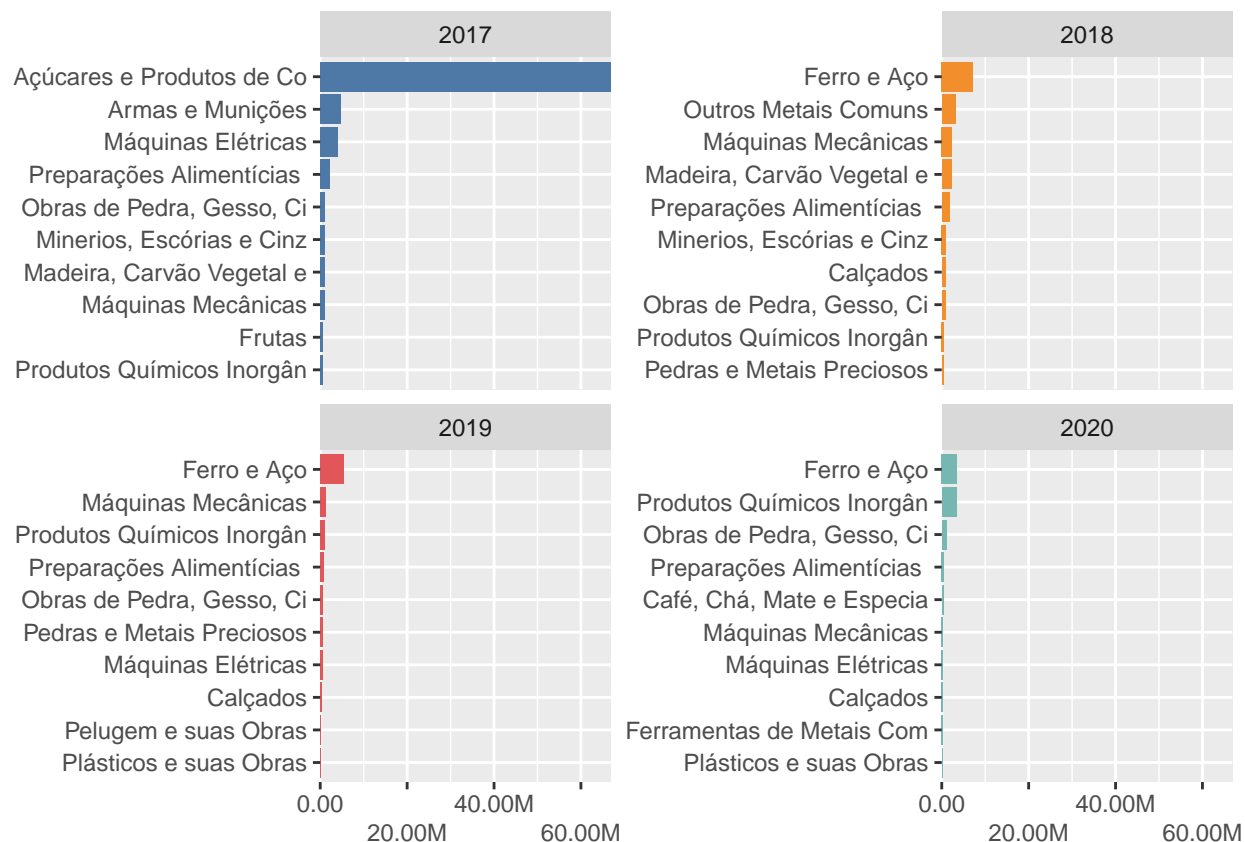 2017
Açúcares e Produtos de Co
Armas e Munições
Máquinas Elétricas
Preparações Alimentícias
Obras de Pedra, Gesso, Ci
Minerios, Escórias e Cinz
Madeira, Carvão Vegetal e
Máquinas Mecânicas
Frutas
Produtos Químicos Inorgân
2018
Ferro e Aço
Outros Metais Comuns
Máquinas Mecânicas
Madeira, Carvão Vegetal e
Preparações Alimentícias
Minerios, Escórias e Cinz
Calçados
Obras de Pedra, Gesso, Ci
Produtos Químicos Inorgân
Pedras e Metais Preciosos
2019
Ferro e Aço
Máquinas Mecânicas
Produtos Químicos Inorgân
Preparações Alimentícias
Obras de Pedra, Gesso, Ci
Pedras e Metais Preciosos
Máquinas Elétricas
Calçados
Pelugem e suas Obras
Plásticos e suas Obras
0.00
20.00M
40.00M
60.00M
2020
Ferro e Aço
Produtos Químicos Inorgân
Obras de Pedra, Gesso, Ci
Preparações Alimentícias
Café, Chá, Mate e Especia
Máquinas Mecânicas
Máquinas Elétricas
Calçados
Ferramentas de Metais Com
Plásticos e suas Obras
0.00
20.00M
40.00M
60.00M